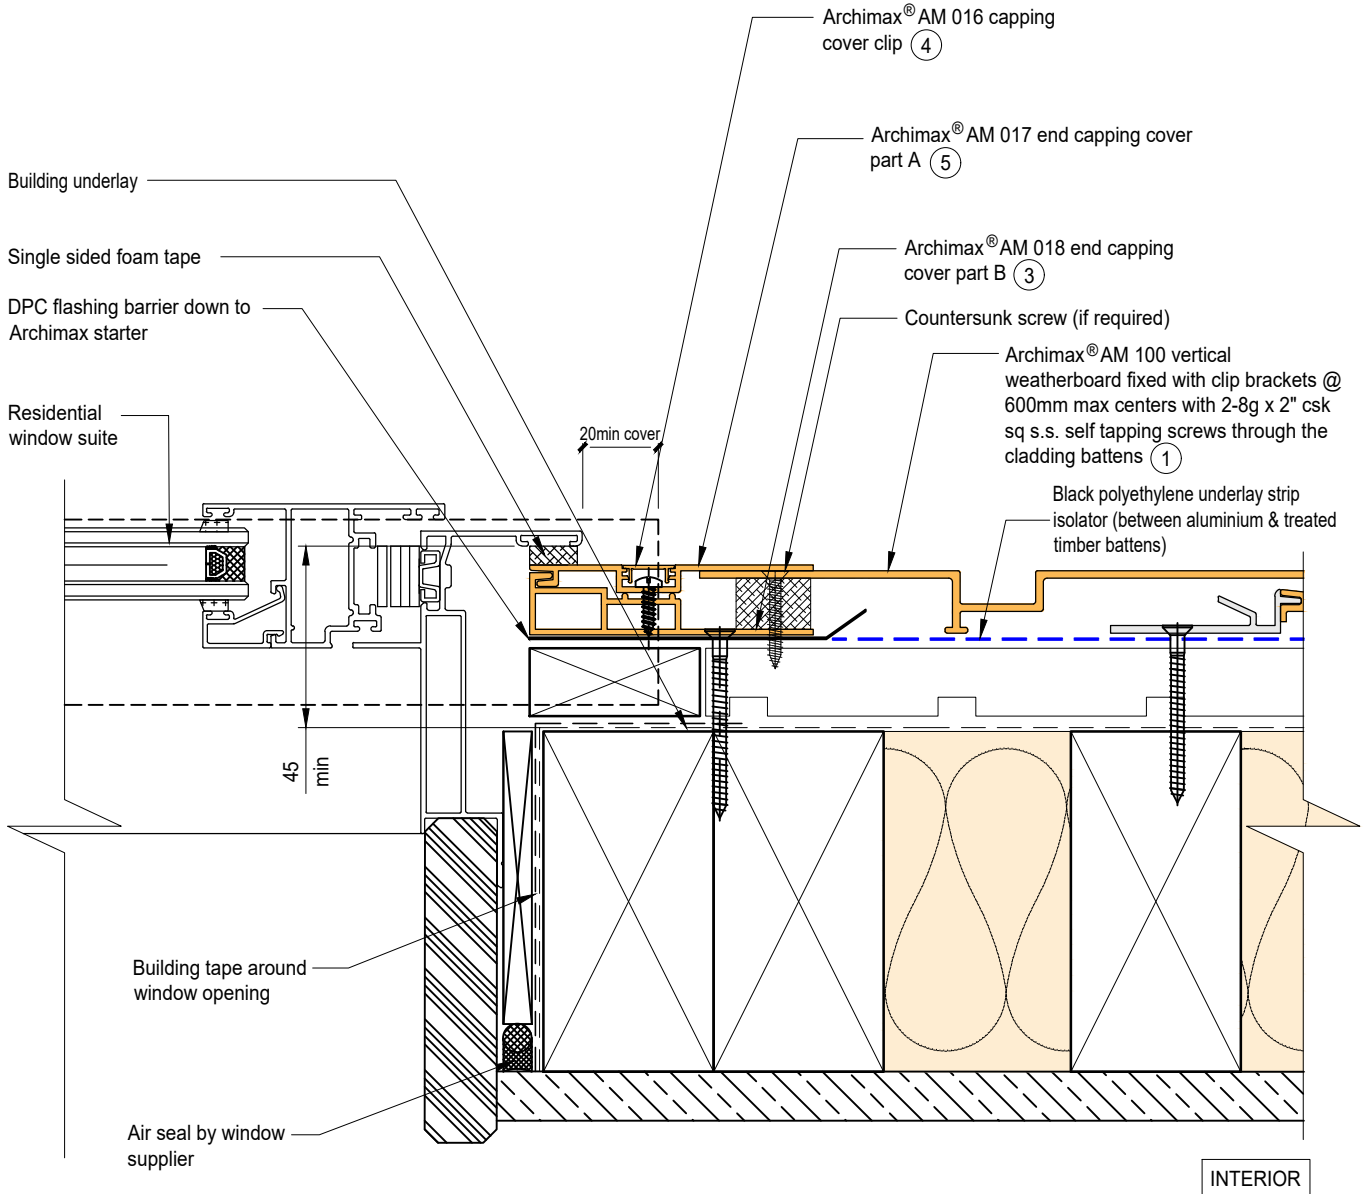 Archimax® AM 016 capping
cover clip 4
Archimax® AM 017 end capping cover
part A 5
Building underlay
Single sided foam tape
Archimax® AM 018 end capping
cover part B 3
DPC flashing barrier down to
Archimax starter
Countersunk screw (if required)
Archimax® AM 100 vertical
weatherboard fixed with clip brackets @
600mm max centers with 2-8g x 2" csk
sq s.s. self tapping screws through the
cladding battens 1
Residential
window suite
20min cover
Black polyethylene underlay strip
isolator (between aluminium & treated
timber battens)
45
min
Building tape around
window opening
Air seal by window
supplier
INTERIOR